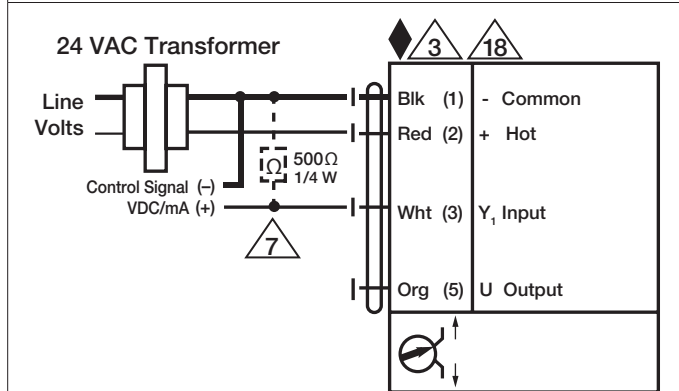 24 VAC Transformer
3
18
Line
Volts
Blk (1) - Common
Red (2) + Hot
Ω 500Ω
1/4 W
Control Signal (–)
VDC/mA (+)
Wht (3) Y₁ Input
7
Org (5) U Output